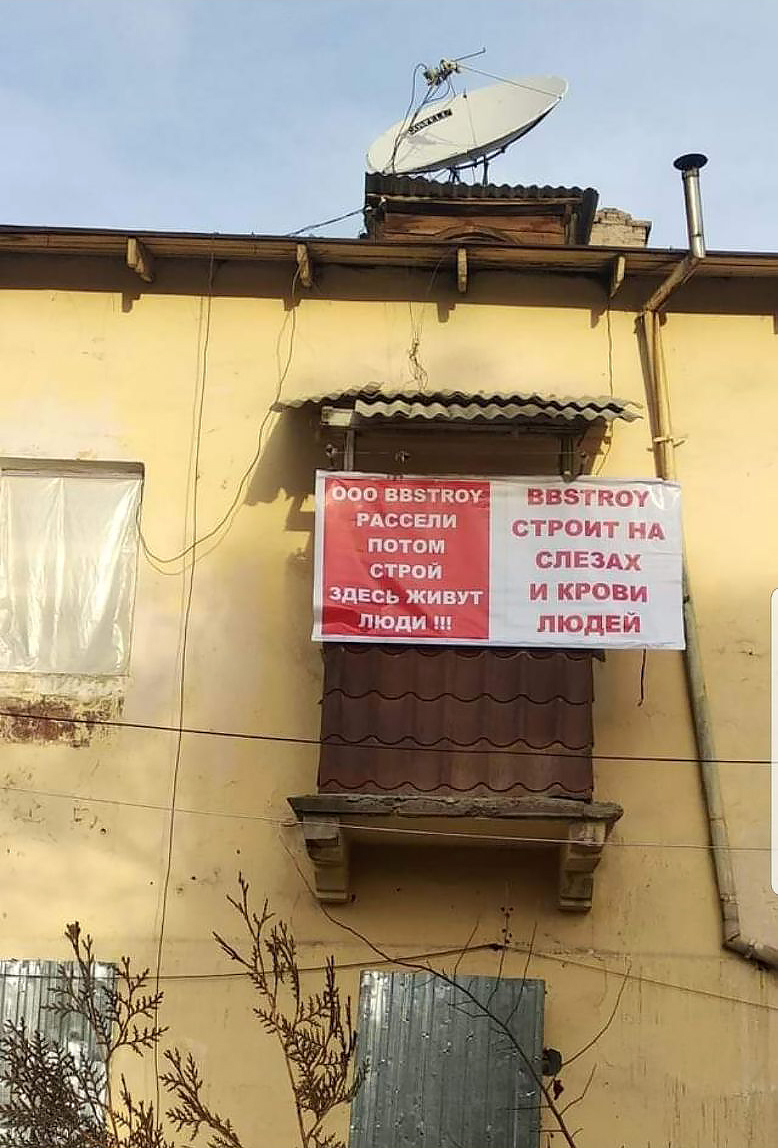 ООО BBSTROY
РАССЕЛИ
ПОТОМ
СТРОЙ
ЗДЕСЬ ЖИВУТ
ЛЮДИ !!!
BBSTROY
СТРОИТ НА
СЛЕЗАХ
И КРОВИ
ЛЮДЕЙ